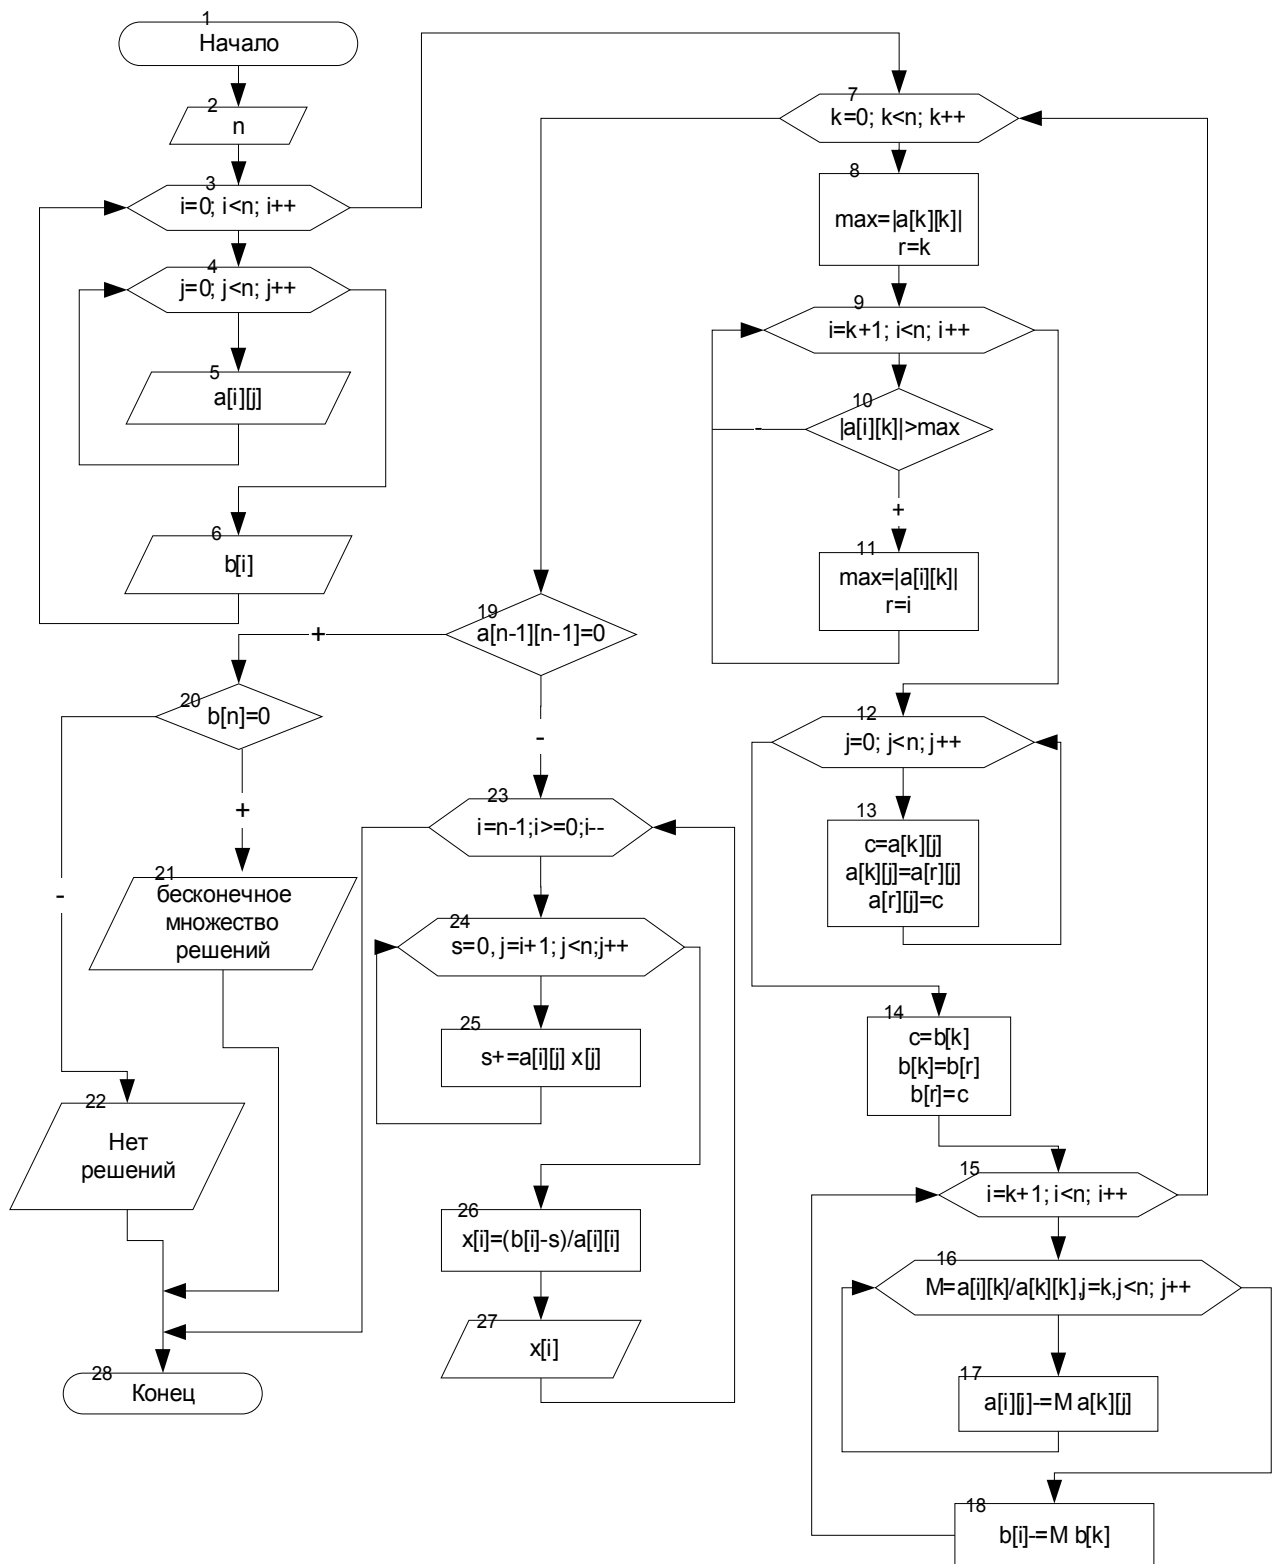 1
Начало
2
n
3
i=0; i<n; i++
4
j=0; j<n; j++
5
a[i][j]
6
b[i]
7
k=0; k<n; k++
8
max=|a[k][k]|
r=k
9
i=k+1; i<n; i++
10
|a[i][k]|>max
-
+
11
max=|a[i][k]|
r=i
12
j=0; j<n; j++
13
c=a[k][j]
a[k][j]=a[r][j]
a[r][j]=c
14
c=b[k]
b[k]=b[r]
b[r]=c
15
i=k+1; i<n; i++
16
M=a[i][k]/a[k][k],j=k,j<n; j++
17
a[i][j]-=M a[k][j]
18
b[i]-=M b[k]
19
a[n-1][n-1]=0
+
-
20
b[n]=0
+
-
21
бесконечное
множество
решений
22
Нет
решений
23
i=n-1;i>=0;i--
24
s=0, j=i+1; j<n;j++
25
s+=a[i][j] x[j]
26
x[i]=(b[i]-s)/a[i][i]
27
x[i]
28
Конец